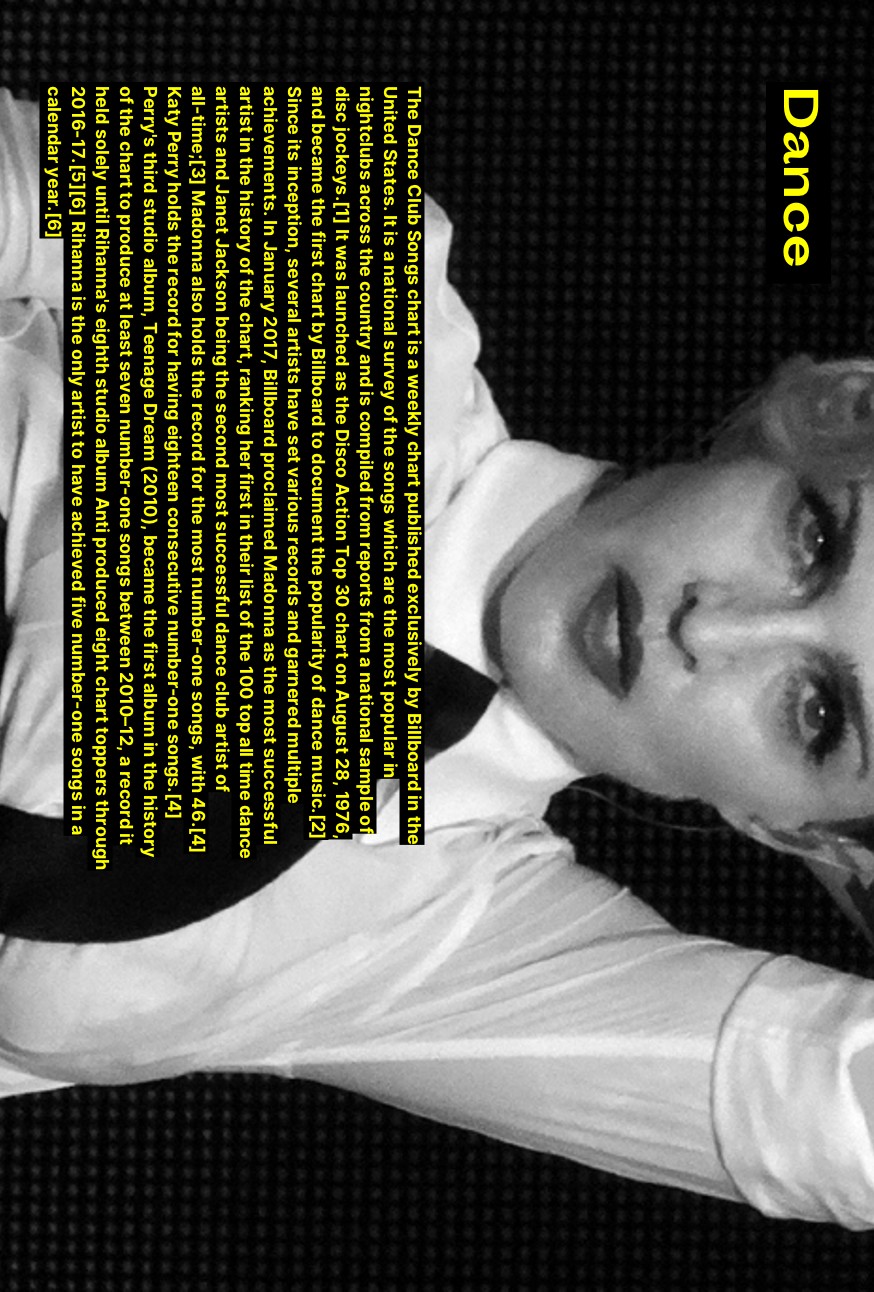 Dance
The Dance Club Songs chart is a weekly chart published exclusively by Billboard in the
United States. It is a national survey of the songs which are the most popular in
nightclubs across the country and is compiled from reports from a national sample of
disc jockeys.[1] It was launched as the Disco Action Top 30 chart on August 28, 1976,
and became the first chart by Billboard to document the popularity of dance music.[2]
Since its inception, several artists have set various records and garnered multiple
achievements. In January 2017, Billboard proclaimed Madonna as the most successful
artist in the history of the chart, ranking her first in their list of the 100 top all time dance
artists and Janet Jackson being the second most successful dance club artist of
all-time;[3] Madonna also holds the record for the most number-one songs, with 46.[4]
Katy Perry holds the record for having eighteen consecutive number-one songs.[4]
Perry's third studio album, Teenage Dream (2010), became the first album in the history
of the chart to produce at least seven number-one songs between 2010–12, a record it
held solely until Rihanna's eighth studio album Anti produced eight chart toppers through
2016-17.[5][6] Rihanna is the only artist to have achieved five number-one songs in a
calendar year.[6]